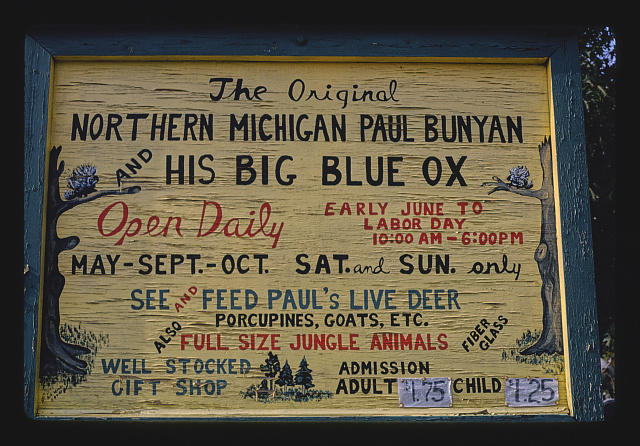 The Original
NORTHERN MICHIGAN PAUL BUNYAN
AND HIS BIG BLUE OX
Open Daily
EARLY JUNE TO
LABOR DAY
10:00 AM - 6:00PM
MAY-SEPT.-OCT. SAT. and SUN. only
SEE AND FEED PAUL'S LIVE DEER
PORCUPINES, GOATS, ETC.
ALSO FULL SIZE JUNGLE ANIMALS
FIBER GLASS
WELL STOCKED
GIFT SHOP
ADMISSION
ADULT $1.75 CHILD $1.25